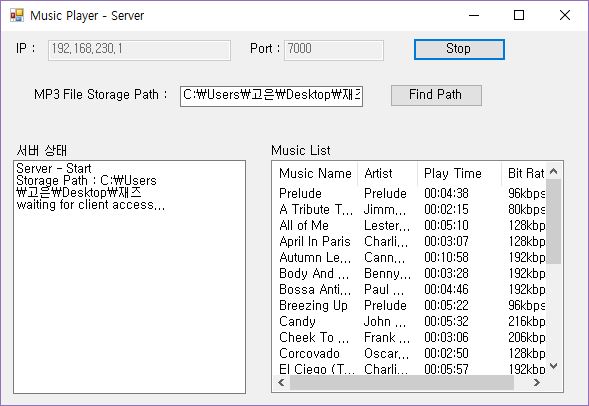 Music Player - Server
IP : 192,168,230,1 Port : 7000 Stop
MP3 File Storage Path : C:₩Users₩고은₩Desktop₩재즈 Find Path
서버 상태 Music List
Server - Start
Storage Path : C:₩Users
₩고은₩Desktop₩재즈
waiting for client access...
Music Name Artist Play Time Bit Rat
Prelude Prelude 00:04:38 96kbps
A Tribute T... Jimm... 00:02:15 80kbps
All of Me Lester... 00:05:10 128kbp
April In Paris Charli... 00:03:07 128kbp
Autumn Le... Cann... 00:10:58 192kbp
Body And ... Benny... 00:03:28 192kbp
Bossa Anti... Paul ... 00:04:46 192kbp
Breezing Up Prelude 00:05:22 96kbps
Candy John ... 00:05:32 216kbp
Cheek To ... Frank ... 00:03:06 206kbp
Corcovado Oscar... 00:02:50 128kbp
El Ciego (T... Charli... 00:05:57 192kbp